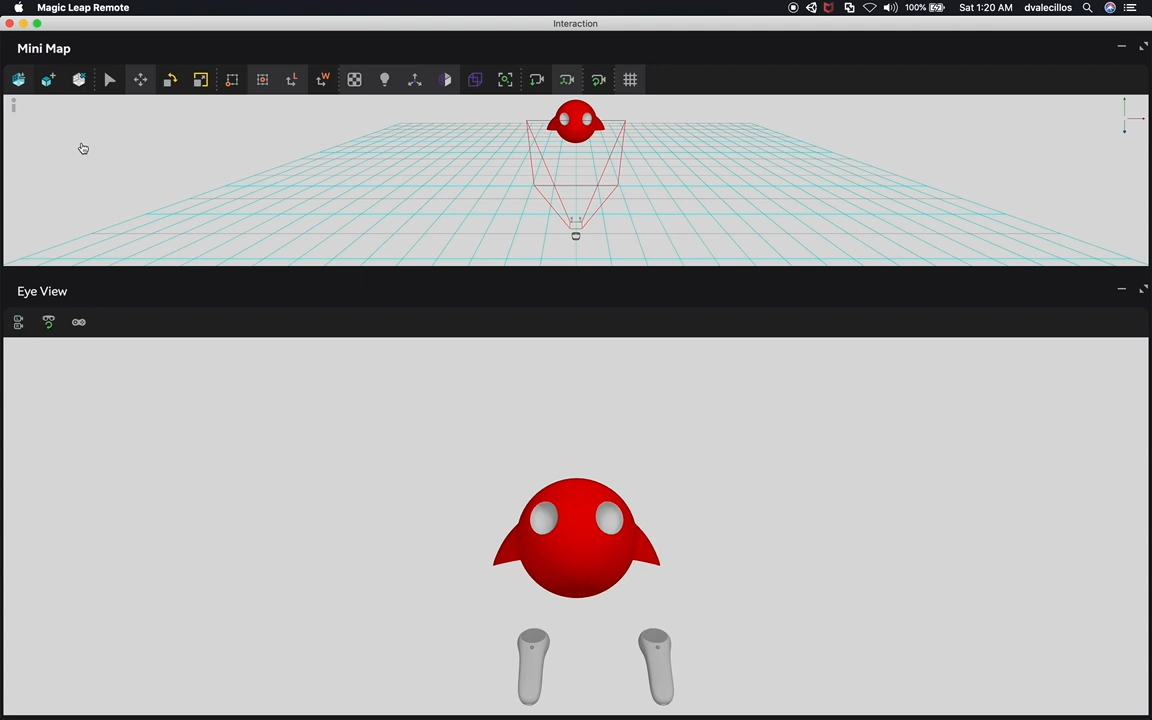 Magic Leap Remote
100%
Sat 1:20 AM
dvalecillos
Interaction
Mini Map
L
W
Eye View